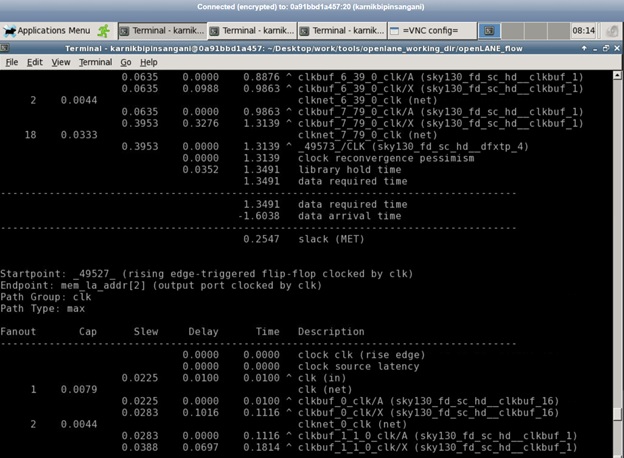 Connected (encrypted) to: 0a91bbd1a457:20 (karnikbipinsangani)
Applications Menu Terminal - karnik... Terminal - karnik... Terminal - karnik... =VNC config= 08:14
Terminal - karnikbipinsangani@0a91bbd1a457: ~/Desktop/work/tools/openlane_working_dir/openLANE_flow
File Edit View Terminal Go Help
0.0635 0.0000 0.8876 ^ clkbuf_6_39_0_clk/A (sky130_fd_sc_hd__clkbuf_1)
0.0635 0.0988 0.9863 ^ clkbuf_6_39_0_clk/X (sky130_fd_sc_hd__clkbuf_1)
2 0.0044 clknet_6_39_0_clk (net)
0.0635 0.0000 0.9863 ^ clkbuf_7_79_0_clk/A (sky130_fd_sc_hd__clkbuf_1)
0.3953 0.3276 1.3139 ^ clkbuf_7_79_0_clk/X (sky130_fd_sc_hd__clkbuf_1)
18 0.0333 clknet_7_79_0_clk (net)
0.3953 0.0000 1.3139 ^ _49573_/CLK (sky130_fd_sc_hd__dfxtp_4)
0.0000 1.3139 clock reconvergence pessimism
0.0352 1.3491 library hold time
1.3491 data required time
-----------------------------------------------------------------------------
1.3491 data required time
-1.6038 data arrival time
-----------------------------------------------------------------------------
0.2547 slack (MET)
Startpoint: _49527_ (rising edge-triggered flip-flop clocked by clk)
Endpoint: mem_la_addr[2] (output port clocked by clk)
Path Group: clk
Path Type: max
Fanout Cap Slew Delay Time Description
-----------------------------------------------------------------------------
0.0000 0.0000 clock clk (rise edge)
0.0000 0.0000 clock source latency
0.0225 0.0100 0.0100 ^ clk (in)
1 0.0079 clk (net)
0.0225 0.0000 0.0100 ^ clkbuf_0_clk/A (sky130_fd_sc_hd__clkbuf_16)
0.0283 0.1016 0.1116 ^ clkbuf_0_clk/X (sky130_fd_sc_hd__clkbuf_16)
2 0.0044 clknet_0_clk (net)
0.0283 0.0000 0.1116 ^ clkbuf_1_1_0_clk/A (sky130_fd_sc_hd__clkbuf_1)
0.0388 0.0697 0.1814 ^ clkbuf_1_1_0_clk/X (sky130_fd_sc_hd__clkbuf_1)